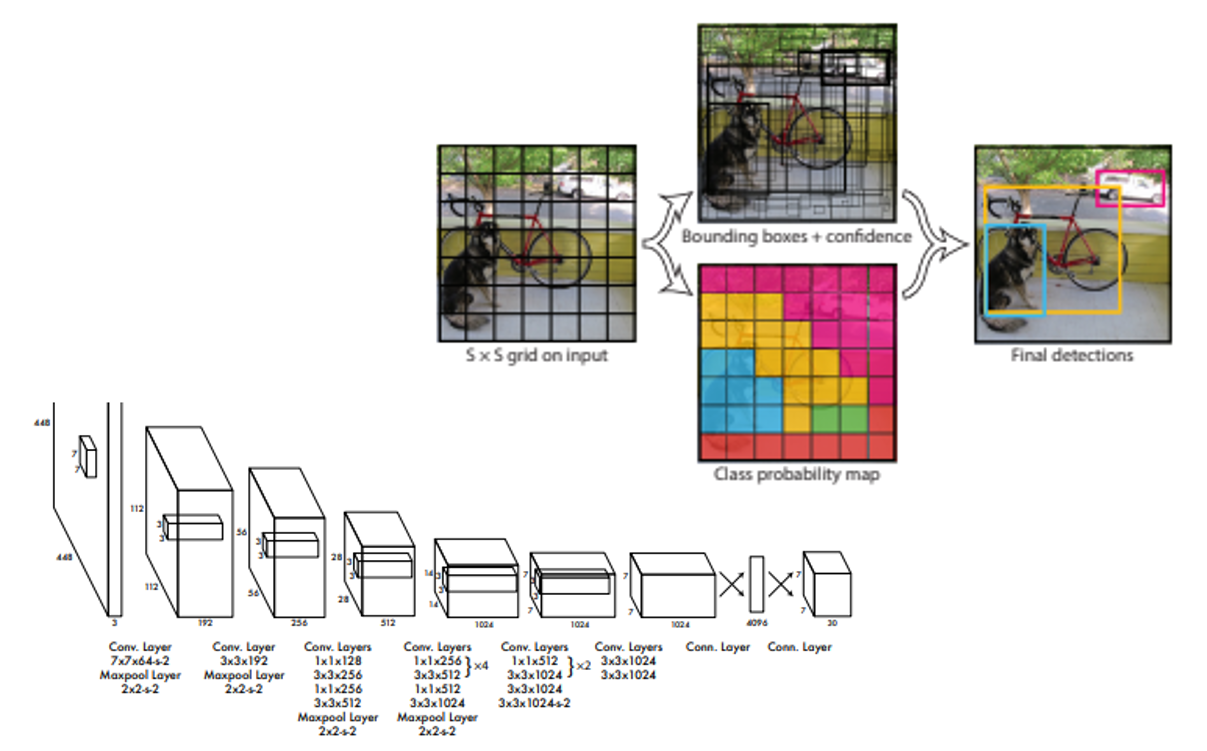 Bounding boxes + confidence
S × S grid on input
Final detections
Class probability map
448
7
7
448
3
112
3
3
112
192
56
3
3
56
256
28
3
3
28
512
14
3
3
14
1024
7
3
3
7
1024
7
7
1024
4096
7
7
30
Conv. Layer
7x7x64-s-2
Maxpool Layer
2x2-s-2
Conv. Layer
3x3x192
Maxpool Layer
2x2-s-2
Conv. Layers
1x1x128
3x3x256
1x1x256
3x3x512
Maxpool Layer
2x2-s-2
Conv. Layers
1x1x256
3x3x512
}×4
1x1x512
3x3x1024
Maxpool Layer
2x2-s-2
Conv. Layers
1x1x512
3x3x1024
}×2
3x3x1024
3x3x1024-s-2
Conv. Layers
3x3x1024
3x3x1024
Conn. Layer
Conn. Layer